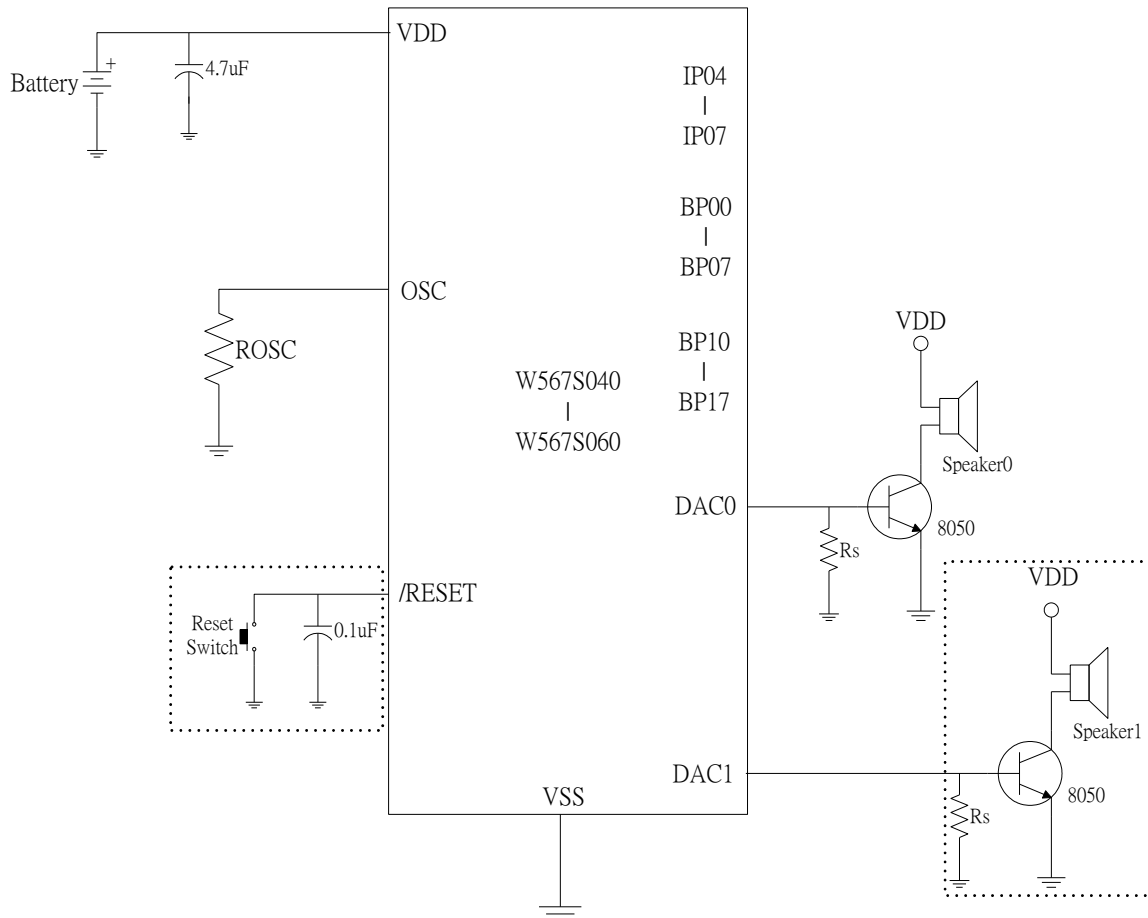 VDD
Battery
+
4.7uF
IP04
IP07
BP00
BP07
OSC
ROSC
BP10
BP17
W567S040
W567S060
VDD
Speaker0
DAC0
8050
Rs
/RESET
Reset
Switch
0.1uF
VDD
Speaker1
DAC1
8050
Rs
VSS